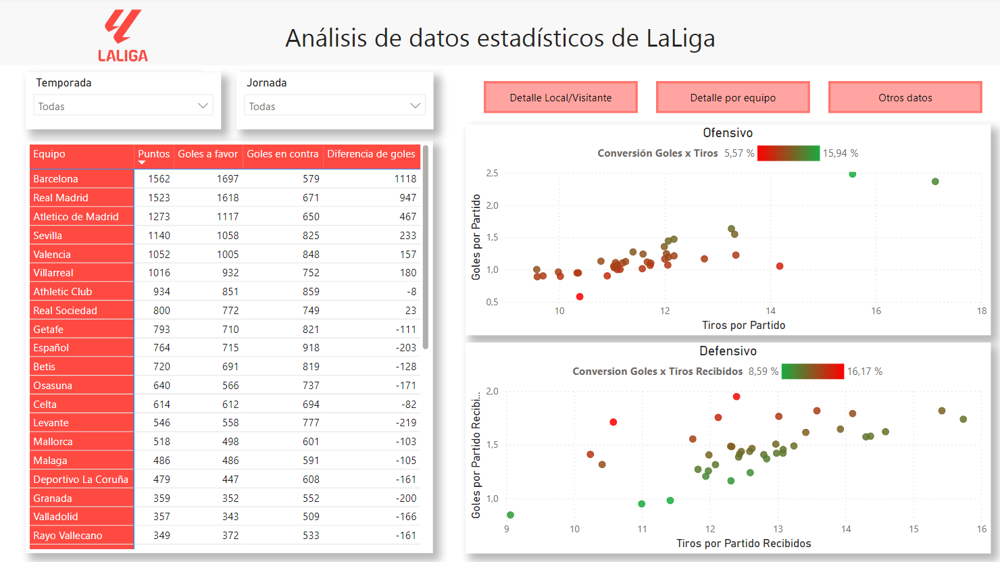 LALIGA
Análisis de datos estadísticos de LaLiga
Temporada
Todas
Jornada
Todas
Detalle Local/Visitante
Detalle por equipo
Otros datos
Equipo Puntos Goles a favor Goles en contra Diferencia de goles
Barcelona 1562 1697 579 1118
Real Madrid 1523 1618 671 947
Atletico de Madrid 1273 1117 650 467
Sevilla 1140 1058 825 233
Valencia 1052 1005 848 157
Villarreal 1016 932 752 180
Athletic Club 934 851 859 -8
Real Sociedad 800 772 749 23
Getafe 793 710 821 -111
Español 764 715 918 -203
Betis 720 691 819 -128
Osasuna 640 566 737 -171
Celta 614 612 694 -82
Levante 546 558 777 -219
Mallorca 518 498 601 -103
Malaga 486 486 591 -105
Deportivo La Coruña 479 447 608 -161
Granada 359 352 552 -200
Valladolid 357 343 509 -166
Rayo Vallecano 349 372 533 -161
Ofensivo
Conversión Goles x Tiros 5,57 % 15,94 %
Goles por Partido
2,5
2,0
1,5
1,0
0,5
10 12 14 16 18
Tiros por Partido
Defensivo
Conversion Goles x Tiros Recibidos 8,59 % 16,17 %
Goles por Partido Recibi...
2,0
1,5
1,0
9 10 11 12 13 14 15 16
Tiros por Partido Recibidos